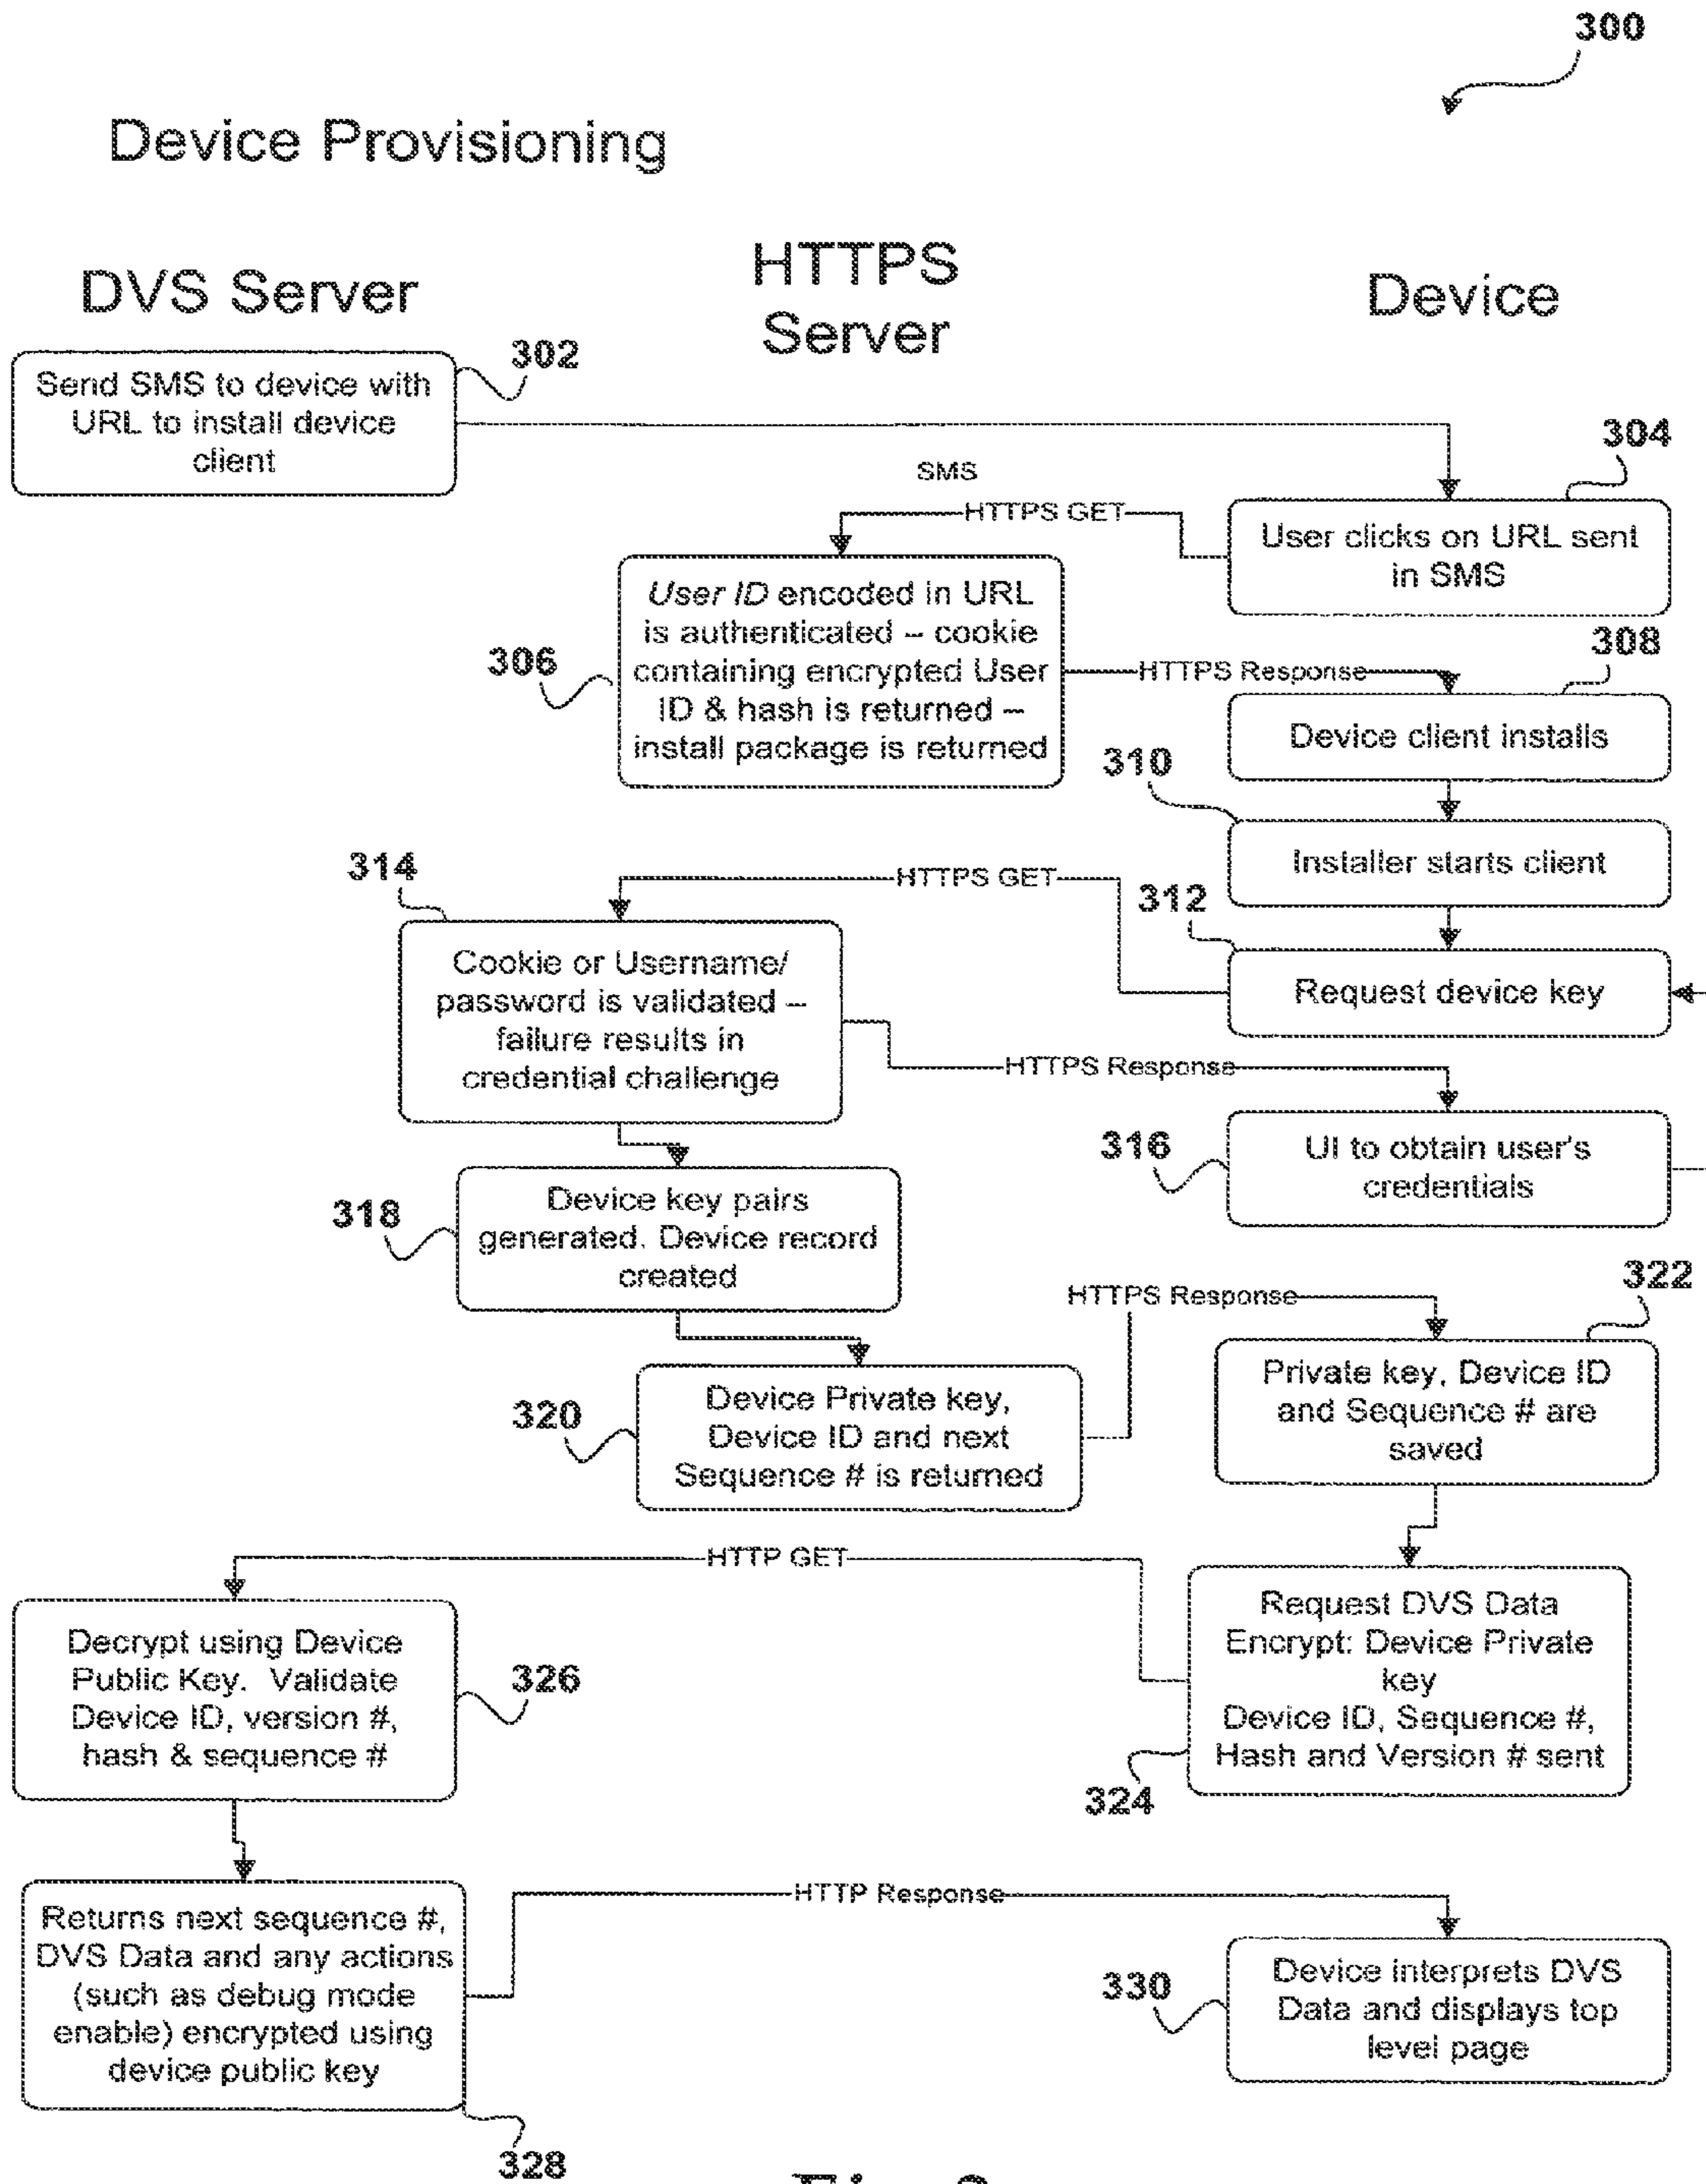 300
Device Provisioning
DVS Server
HTTPS
Server
Device
302
Send SMS to device with
URL to install device
client
SMS
304
User clicks on URL sent
in SMS
HTTPS GET
306
User ID encoded in URL
is authenticated – cookie
containing encrypted User
ID & hash is returned –
install package is returned
HTTPS Response
308
Device client installs
310
Installer starts client
312
Request device key
HTTPS GET
314
Cookie or Username/
password is validated –
failure results in
credential challenge
HTTPS Response
316
UI to obtain user's
credentials
318
Device key pairs
generated. Device record
created
320
Device Private key,
Device ID and next
Sequence # is returned
HTTPS Response
322
Private key, Device ID
and Sequence # are
saved
324
Request DVS Data
Encrypt: Device Private
key
Device ID, Sequence #,
Hash and Version # sent
HTTP GET
326
Decrypt using Device
Public Key. Validate
Device ID, version #,
hash & sequence #
328
Returns next sequence #,
DVS Data and any actions
(such as debug mode
enable) encrypted using
device public key
HTTP Response
330
Device interprets DVS
Data and displays top
level page